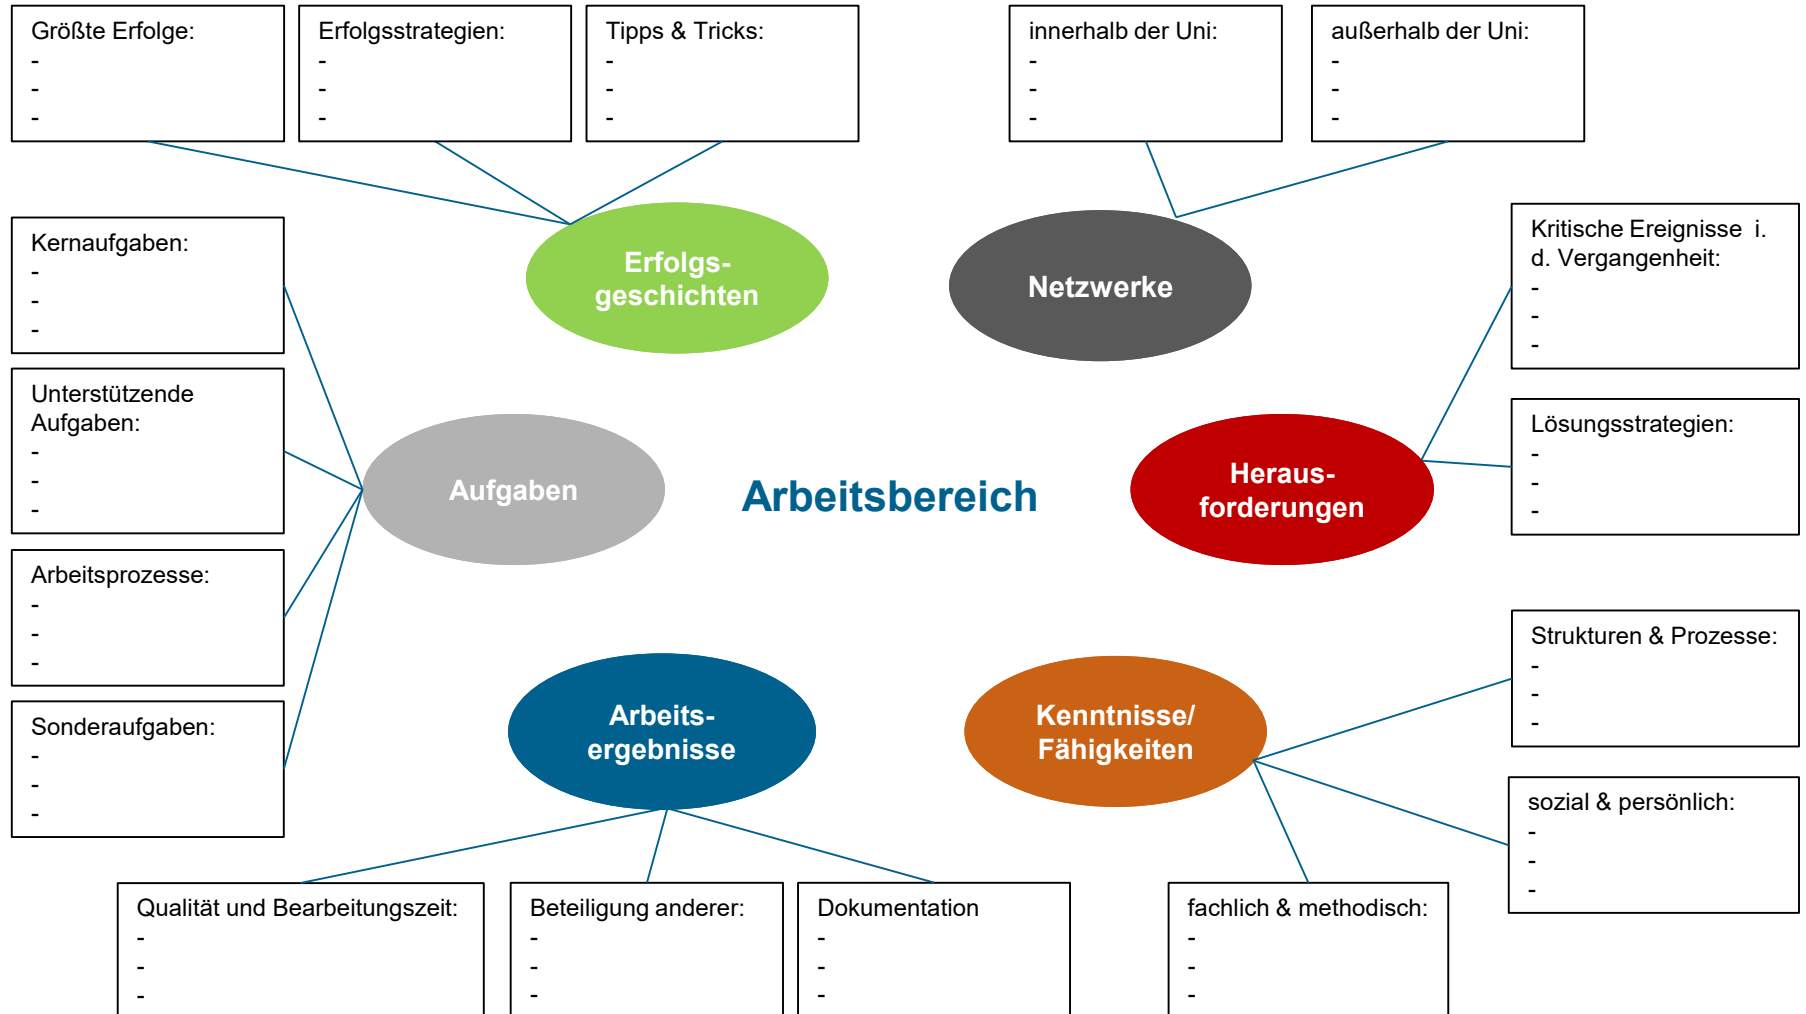 Größte Erfolge:
-
-
-
Erfolgsstrategien:
-
-
-
Tipps & Tricks:
-
-
-
innerhalb der Uni:
-
-
-
außerhalb der Uni:
-
-
-
Erfolgs-
geschichten
Netzwerke
Kernaufgaben:
-
-
-
Kritische Ereignisse i.
d. Vergangenheit:
-
-
-
Unterstützende
Aufgaben:
-
-
-
Aufgaben
Arbeitsbereich
Heraus-
forderungen
Lösungsstrategien:
-
-
-
Arbeitsprozesse:
-
-
-
Strukturen & Prozesse:
-
-
-
Sonderaufgaben:
-
-
-
Arbeits-
ergebnisse
Kenntnisse/
Fähigkeiten
sozial & persönlich:
-
-
-
Qualität und Bearbeitungszeit:
-
-
-
Beteiligung anderer:
-
-
-
Dokumentation
-
-
-
fachlich & methodisch:
-
-
-